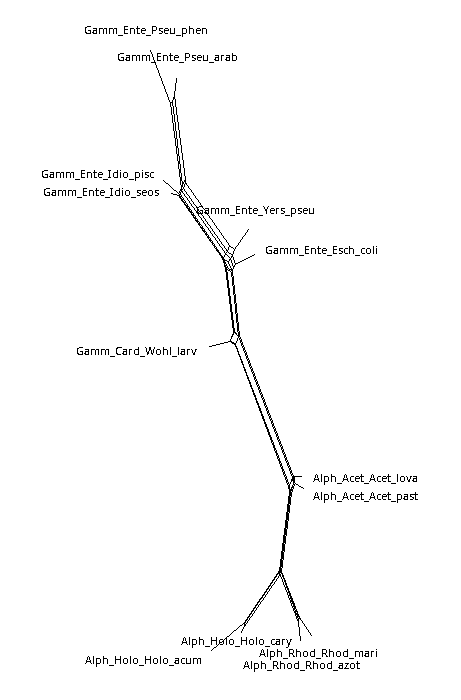 Gamm_Ente_Pseu_phen
Gamm_Ente_Pseu_arab
Gamm_Ente_Idio_pisc
Gamm_Ente_Idio_seos
Gamm_Ente_Yers_pseu
Gamm_Ente_Esch_coli
Gamm_Card_Wohl_larv
Alph_Acet_Acet_lova
Alph_Acet_Acet_past
Alph_Holo_Holo_cary
Alph_Rhod_Rhod_mari
Alph_Holo_Holo_acum
Alph_Rhod_Rhod_azot